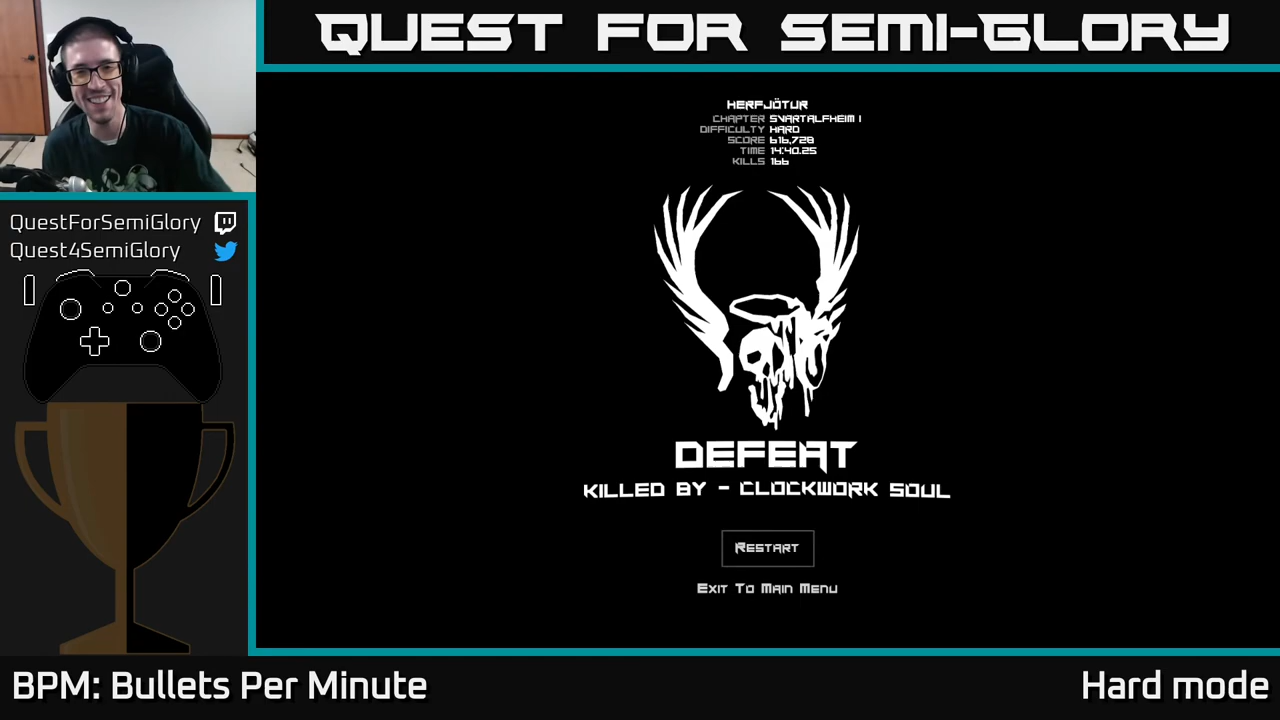 QUEST FOR SEMI-GLORY
HERFJÖTUR
CHAPTER SVARTALFHEIM I
DIFFICULTY HARD
SCORE 616,728
TIME 14:40.25
KILLS 166
QuestForSemiGlory
Quest4SemiGlory
DEFEAT
KILLED BY - CLOCKWORK SOUL
RESTART
EXIT TO MAIN MENU
BPM: Bullets Per Minute
Hard mode